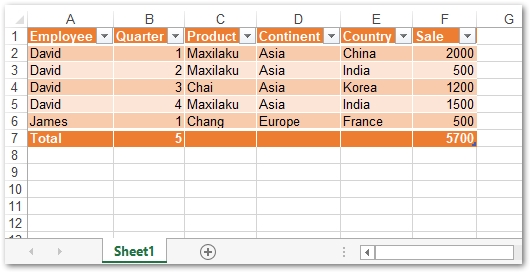 A B C D E F G
1 Employee Quarter Product Continent Country Sale
2 David 1 Maxilaku Asia China 2000
3 David 2 Maxilaku Asia India 500
4 David 3 Chai Asia Korea 1200
5 David 4 Maxilaku Asia India 1500
6 James 1 Chang Europe France 500
7 Total 5 5700
8
9
10
11
12
Sheet1